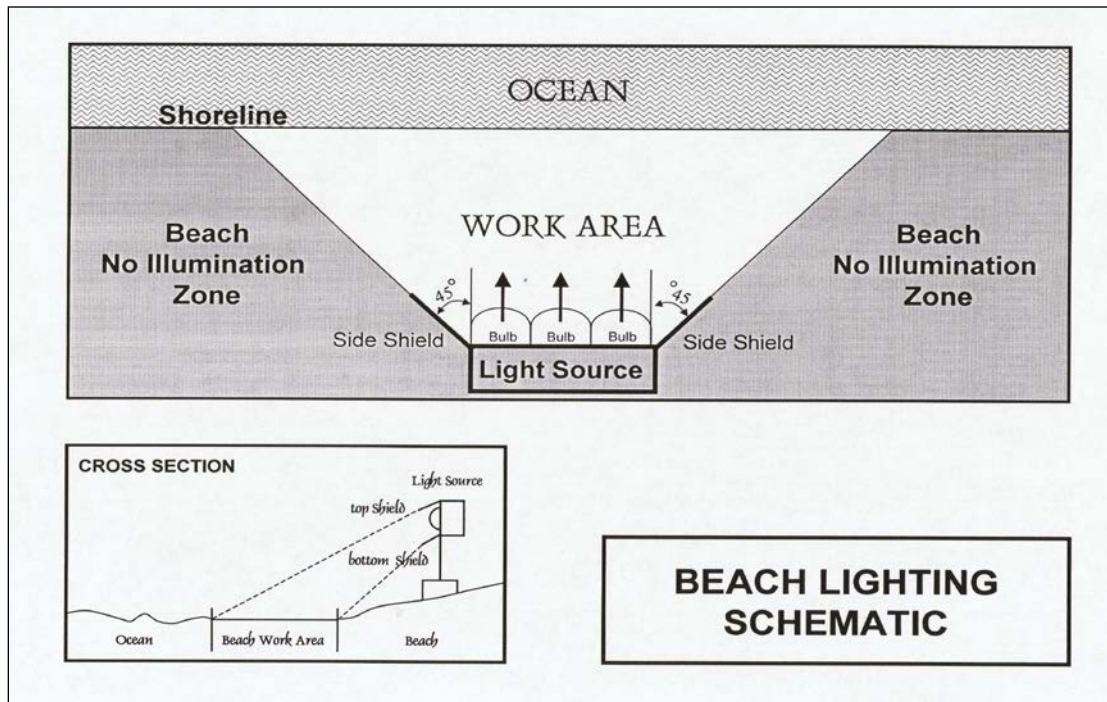 OCEAN
Shoreline
WORK AREA
Beach
No Illumination
Zone
Beach
No Illumination
Zone
45°
°45
Side Shield
Bulb
Bulb
Bulb
Side Shield
Light Source
CROSS SECTION
Light Source
top Shield
bottom Shield
Ocean
Beach Work Area
Beach
BEACH LIGHTING
SCHEMATIC